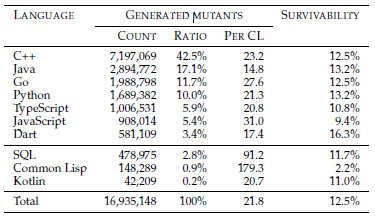 LANGUAGE GENERATED MUTANTS SURVIVABILITY
COUNT RATIO PER CL
C++ 7,197,069 42.5% 23.2 12.5%
Java 2,894,772 17.1% 14.8 13.2%
Go 1,988,798 11.7% 27.6 12.5%
Python 1,689,382 10.0% 21.3 13.2%
TypeScript 1,006,531 5.9% 20.8 10.8%
JavaScript 908,014 5.4% 31.0 9.4%
Dart 581,109 3.4% 17.4 16.3%
SQL 478,975 2.8% 91.2 11.7%
Common Lisp 148,289 0.9% 179.3 2.2%
Kotlin 42,209 0.2% 20.7 11.0%
Total 16,935,148 100% 21.8 12.5%